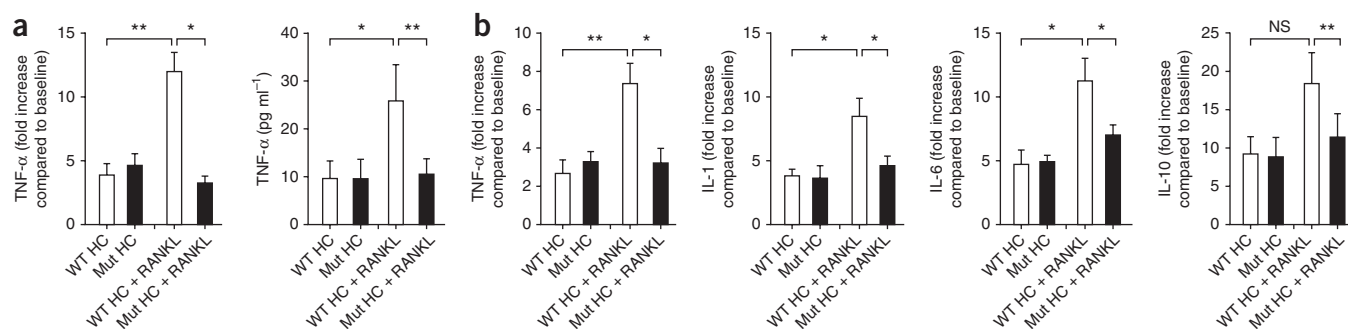 a
TNF-α (fold increase
compared to baseline)
15
10
5
0
**
*
WT HC
Mut HC
WT HC + RANKL
Mut HC + RANKL
TNF-α (pg ml⁻¹)
40
30
20
10
0
*
**
WT HC
Mut HC
WT HC + RANKL
Mut HC + RANKL
b
TNF-α (fold increase
compared to baseline)
8
6
4
2
0
**
*
WT HC
Mut HC
WT HC + RANKL
Mut HC + RANKL
IL-1 (fold increase
compared to baseline)
15
10
5
0
*
*
WT HC
Mut HC
WT HC + RANKL
Mut HC + RANKL
IL-6 (fold increase
compared to baseline)
15
10
5
0
*
*
WT HC
Mut HC
WT HC + RANKL
Mut HC + RANKL
IL-10 (fold increase
compared to baseline)
25
20
15
10
5
0
NS
**
WT HC
Mut HC
WT HC + RANKL
Mut HC + RANKL